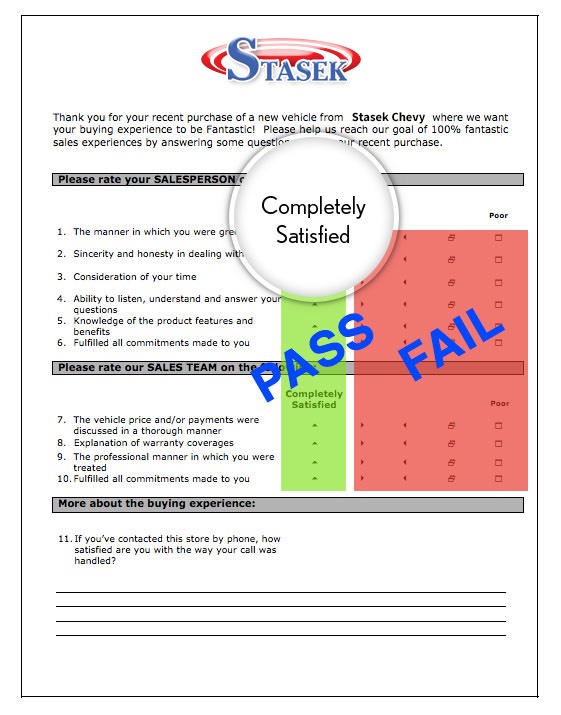 STASEK
Thank you for your recent purchase of a new vehicle from Stasek Chevy where we want
your buying experience to be Fantastic! Please help us reach our goal of 100% fantastic
sales experiences by answering some recent purchase.
Please rate your SALESPERSON
Completely
Satisfied
Poor
1. The manner in which you were
2. Sincerity and honesty in dealing with
3. Consideration of your time
4. Ability to listen, understand and answer your
questions
5. Knowledge of the product features and
benefits
6. Fulfilled all commitments made to you
PASS FAIL
Please rate our SALES TEAM on the
Completely
Satisfied
Poor
7. The vehicle price and/or payments were
discussed in a thorough manner
8. Explanation of warranty coverages
9. The professional manner in which you were
treated
10. Fulfilled all commitments made to you
More about the buying experience:
11. If you’ve contacted this store by phone, how
satisfied are you with the way your call was
handled?